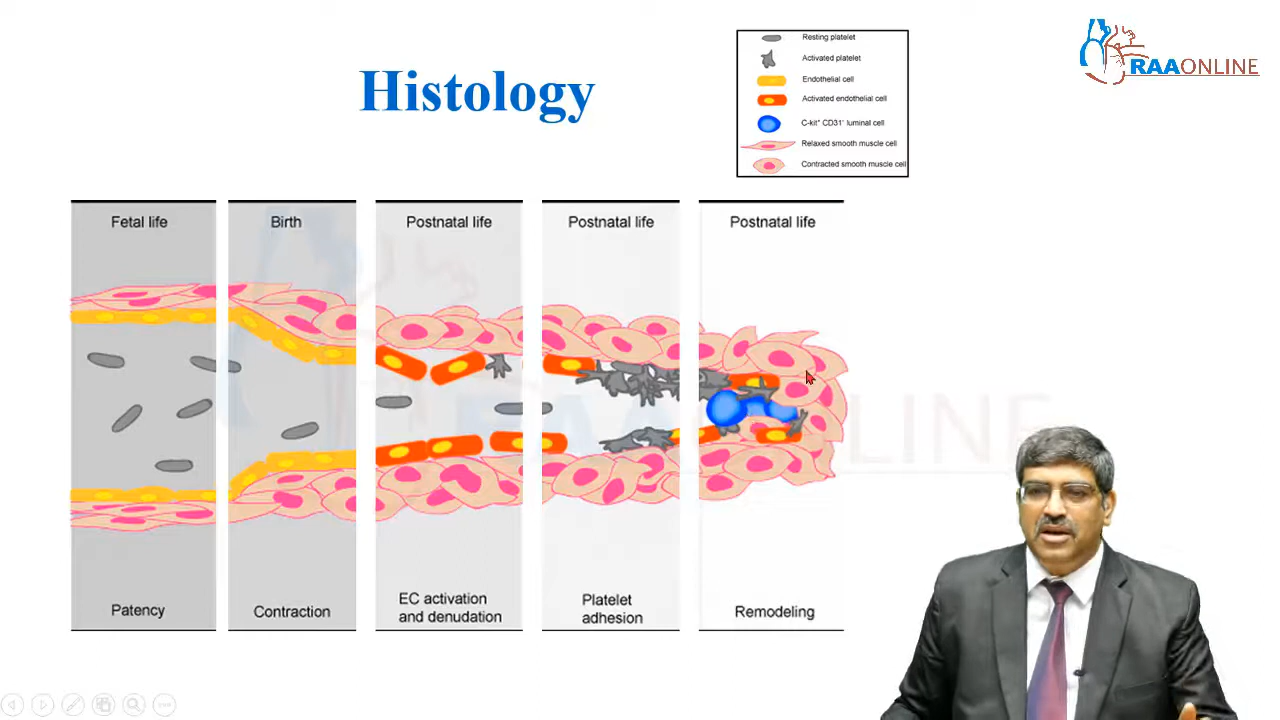 Histology
Resting platelet
Activated platelet
Endothelial cell
Activated endothelial cell
C-kit⁺ CD31⁻ luminal cell
Relaxed smooth muscle cell
Contracted smooth muscle cell
RAAONLINE
Fetal life
Birth
Postnatal life
Postnatal life
Postnatal life
RAAONLINE
Patency
Contraction
EC activation
and denudation
Platelet
adhesion
Remodeling